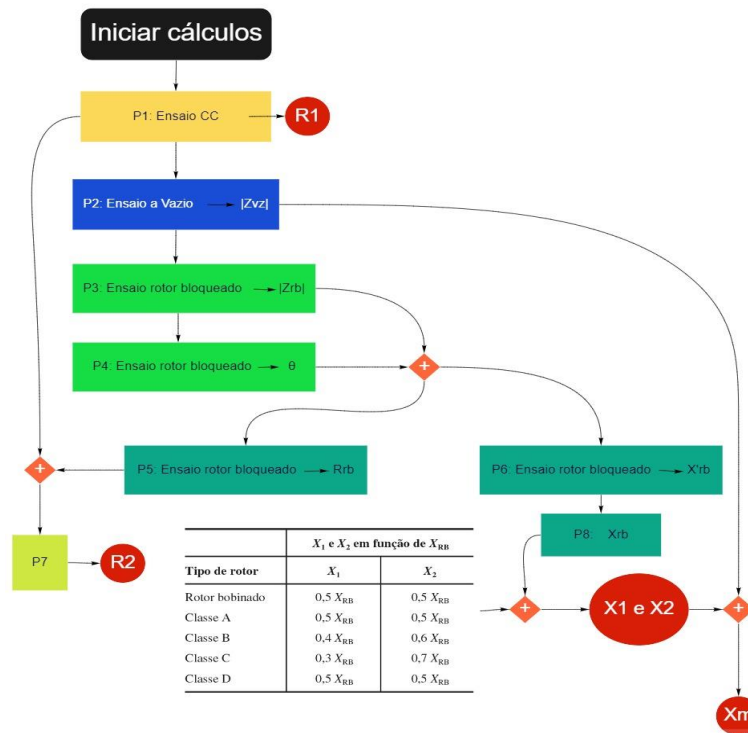 Iniciar cálculos
P1: Ensaio CC
R1
P2: Ensaio a Vazio |Zvz|
P3: Ensaio rotor bloqueado |Zrb|
P4: Ensaio rotor bloqueado θ
+
P5: Ensaio rotor bloqueado Rrb
P6: Ensaio rotor bloqueado X'rb
+
P7
R2
P8: Xrb
X1 e X2 em função de XRB
Tipo de rotor X1 X2
Rotor bobinado 0,5 XRB 0,5 XRB
Classe A 0,5 XRB 0,5 XRB
Classe B 0,4 XRB 0,6 XRB
Classe C 0,3 XRB 0,7 XRB
Classe D 0,5 XRB 0,5 XRB
+
X1 e X2
+
Xm